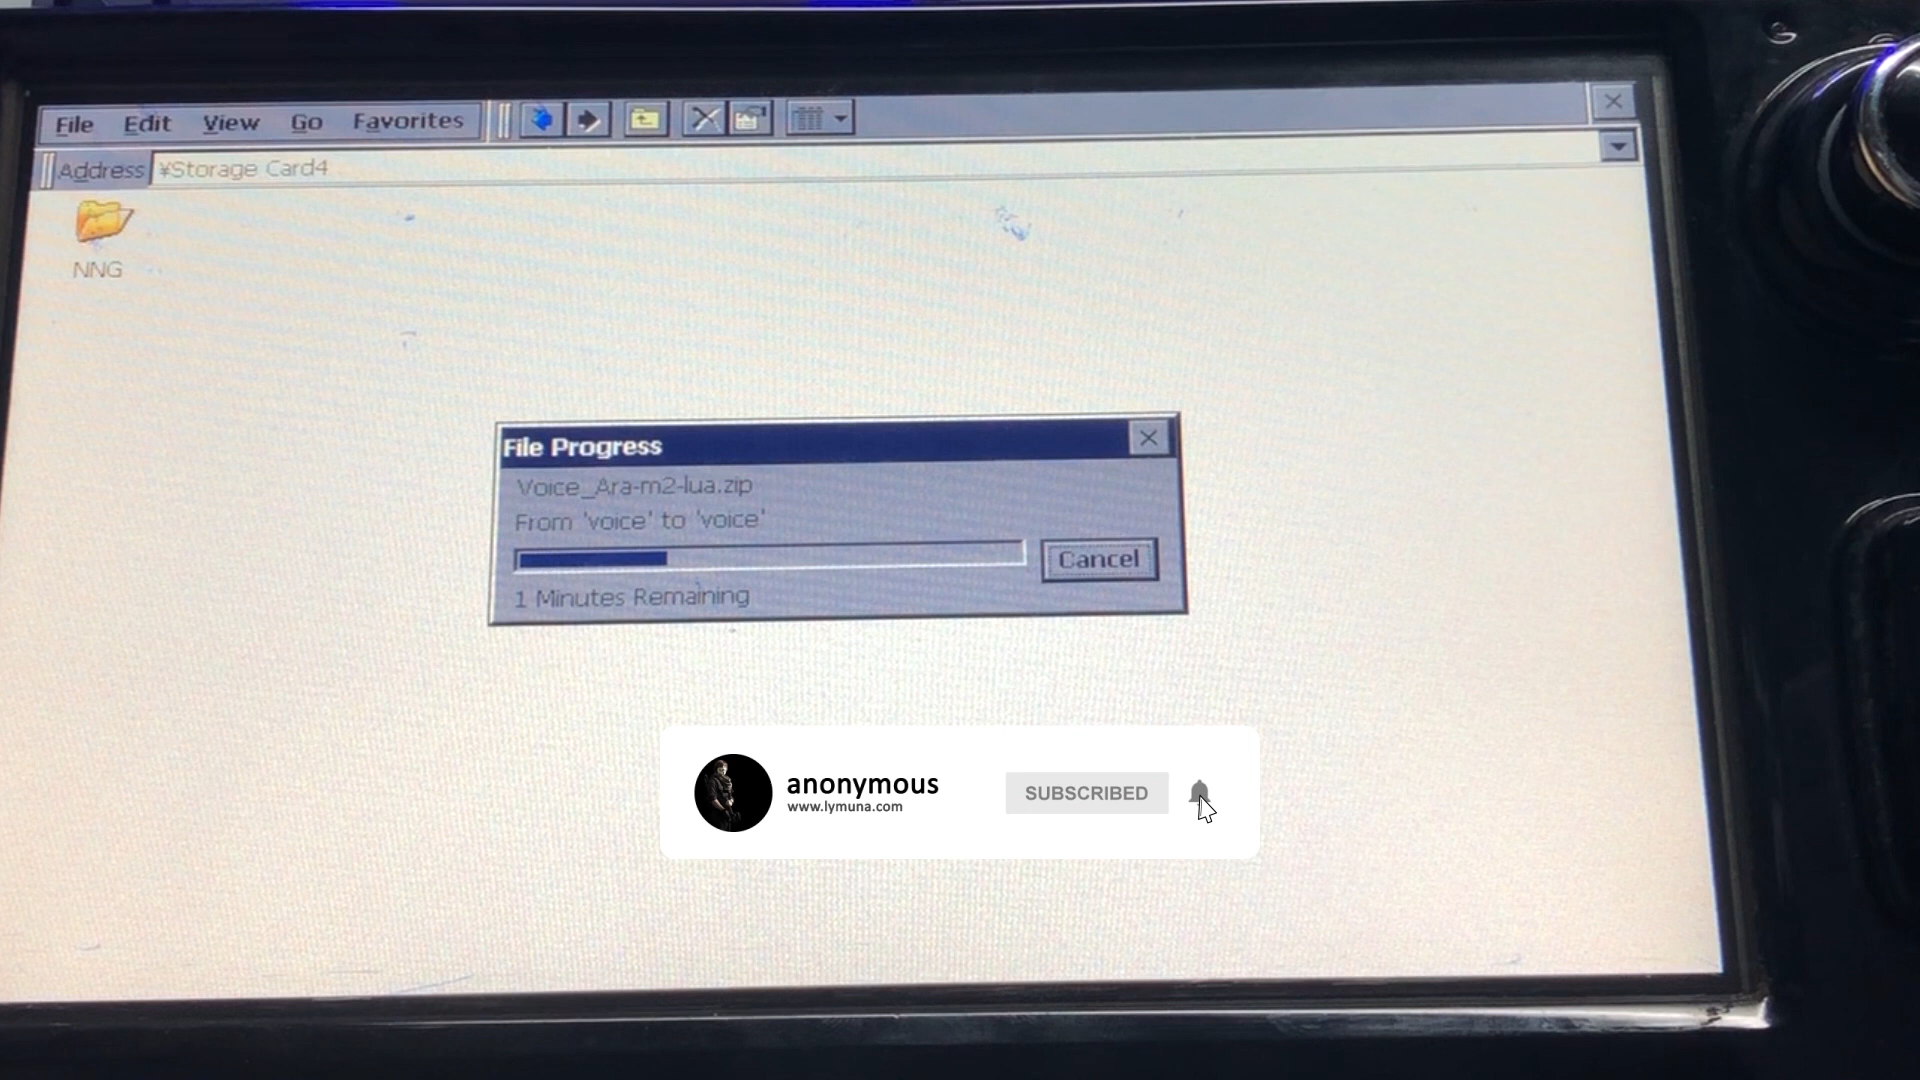 File Edit View Go Favorites
Address ¥Storage Card4
NNG
File Progress
Voice_Ara-m2-lua.zip
From 'voice' to 'voice'
Cancel
1 Minutes Remaining
anonymous
www.lymuna.com
SUBSCRIBED